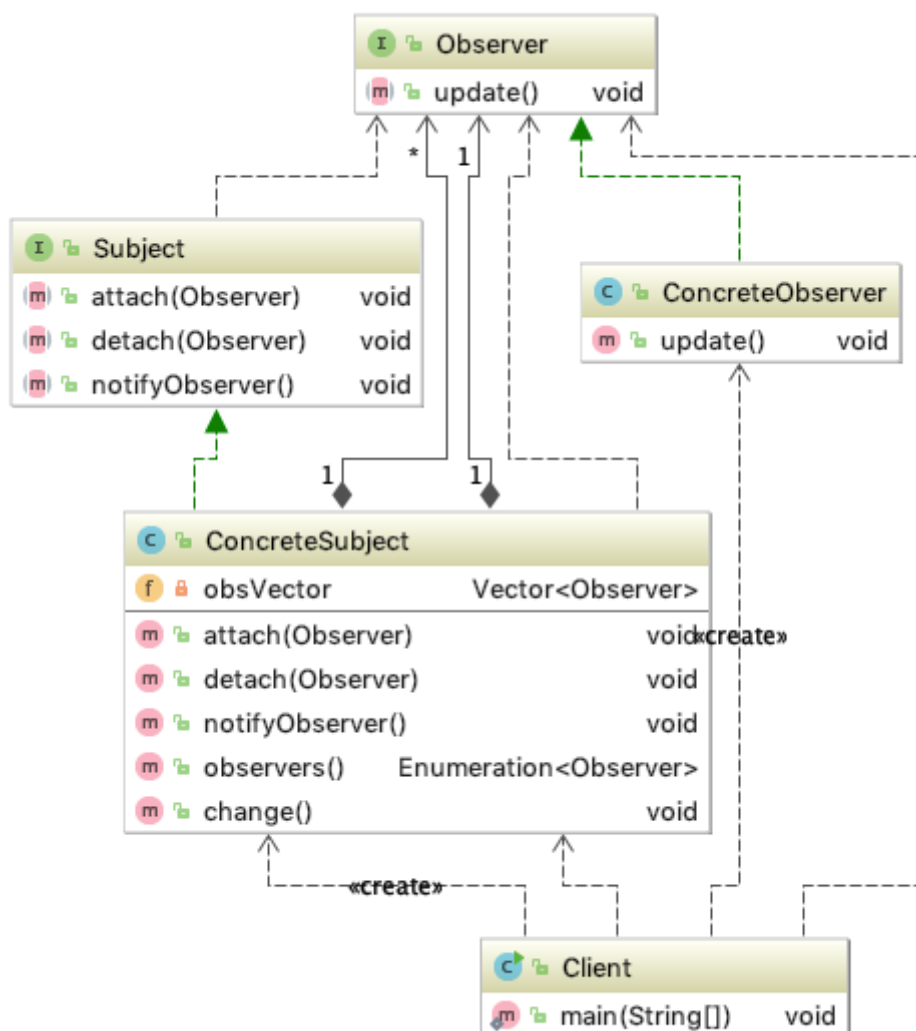 I Observer
m update() void
* 1
I Subject
m attach(Observer) void
m detach(Observer) void
m notifyObserver() void
C ConcreteObserver
m update() void
1 1
C ConcreteSubject
f obsVector Vector<Observer>
m attach(Observer) void
m detach(Observer) void
m notifyObserver() void
m observers() Enumeration<Observer>
m change() void
«create»
«create»
C Client
m main(String[]) void